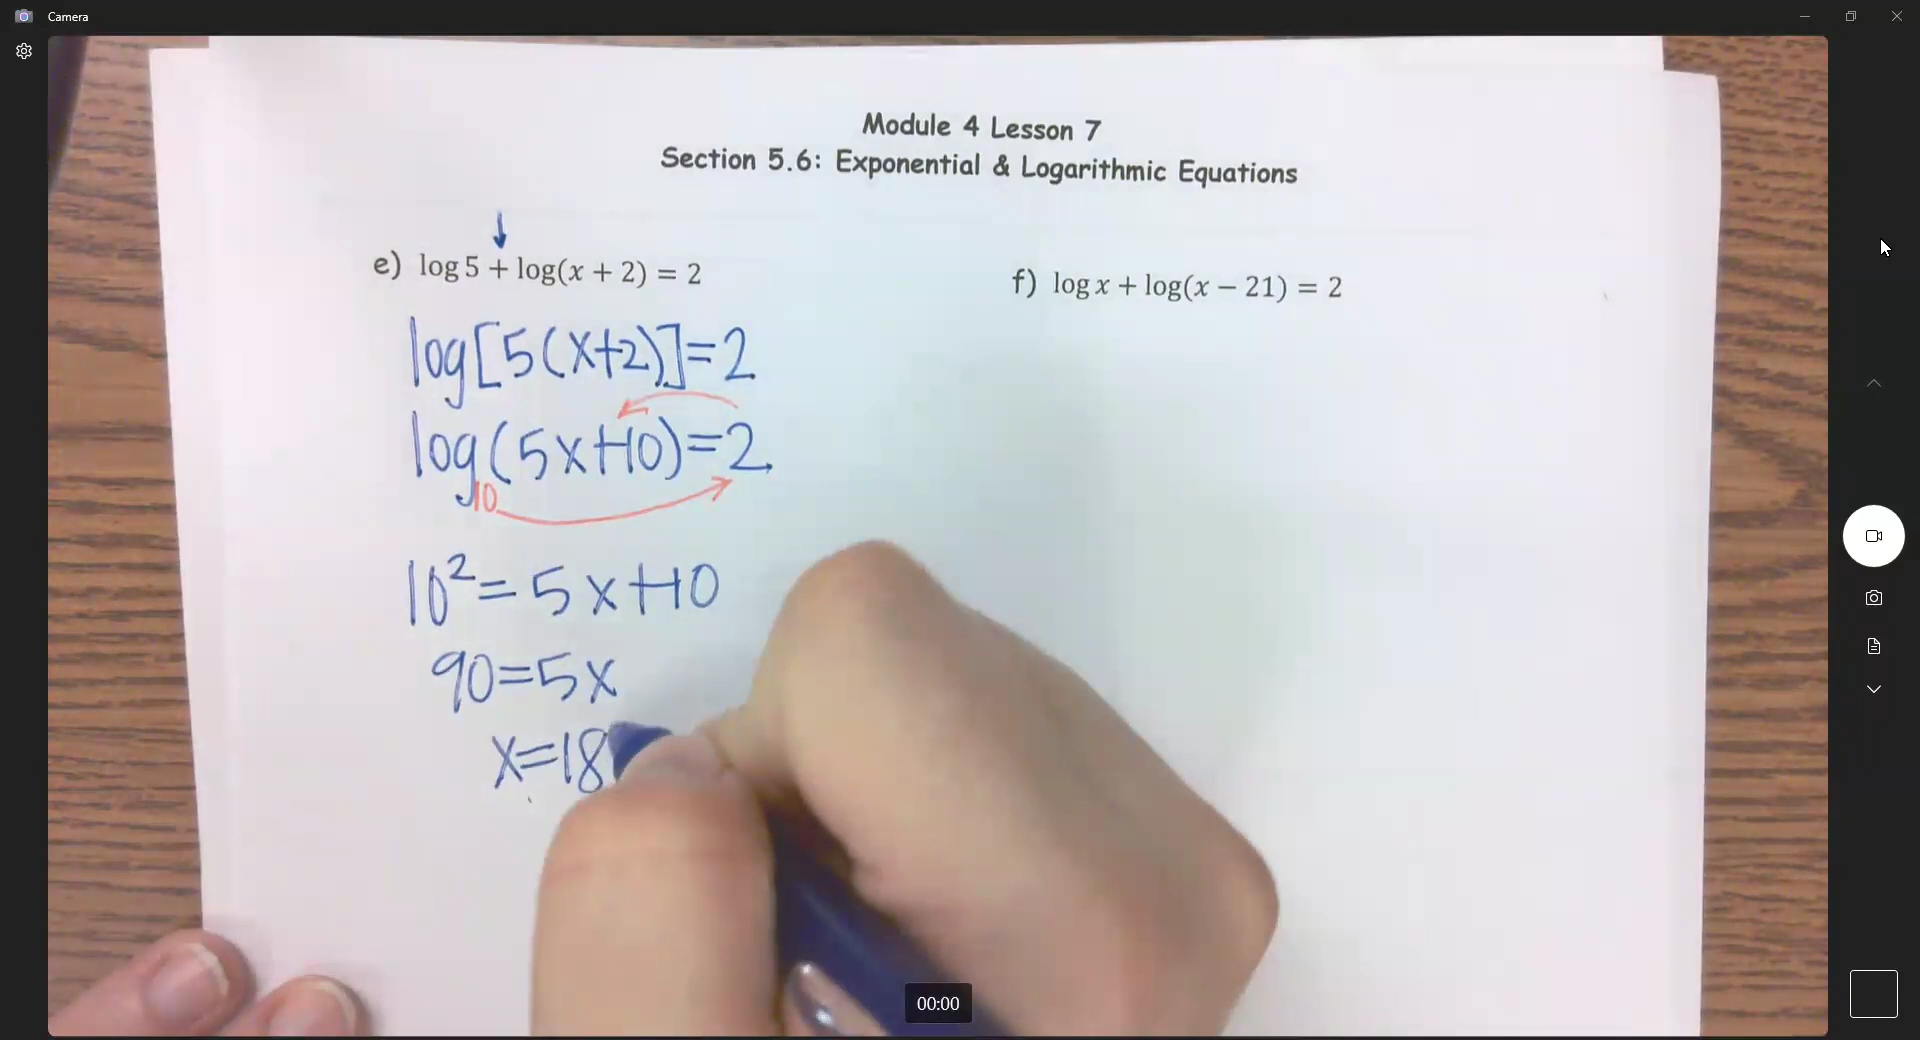 Camera
Module 4 Lesson 7
Section 5.6: Exponential & Logarithmic Equations
e) log 5 + log(x + 2) = 2
log[5(x+2)]=2
log(5x+10)=2
10
10²=5x+10
90=5x
x=18
f) log x + log(x − 21) = 2
00:00